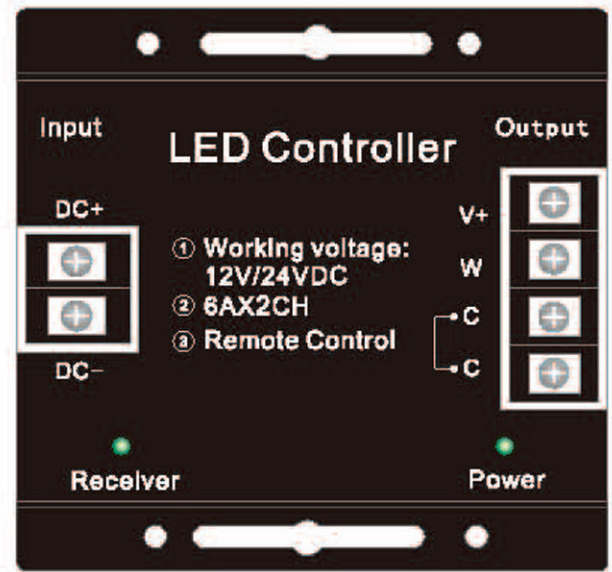 Input
Output
LED Controller
DC+
DC-
① Working voltage:
12V/24VDC
② 6AX2CH
③ Remote Control
V+
W
C
C
Receiver
Power